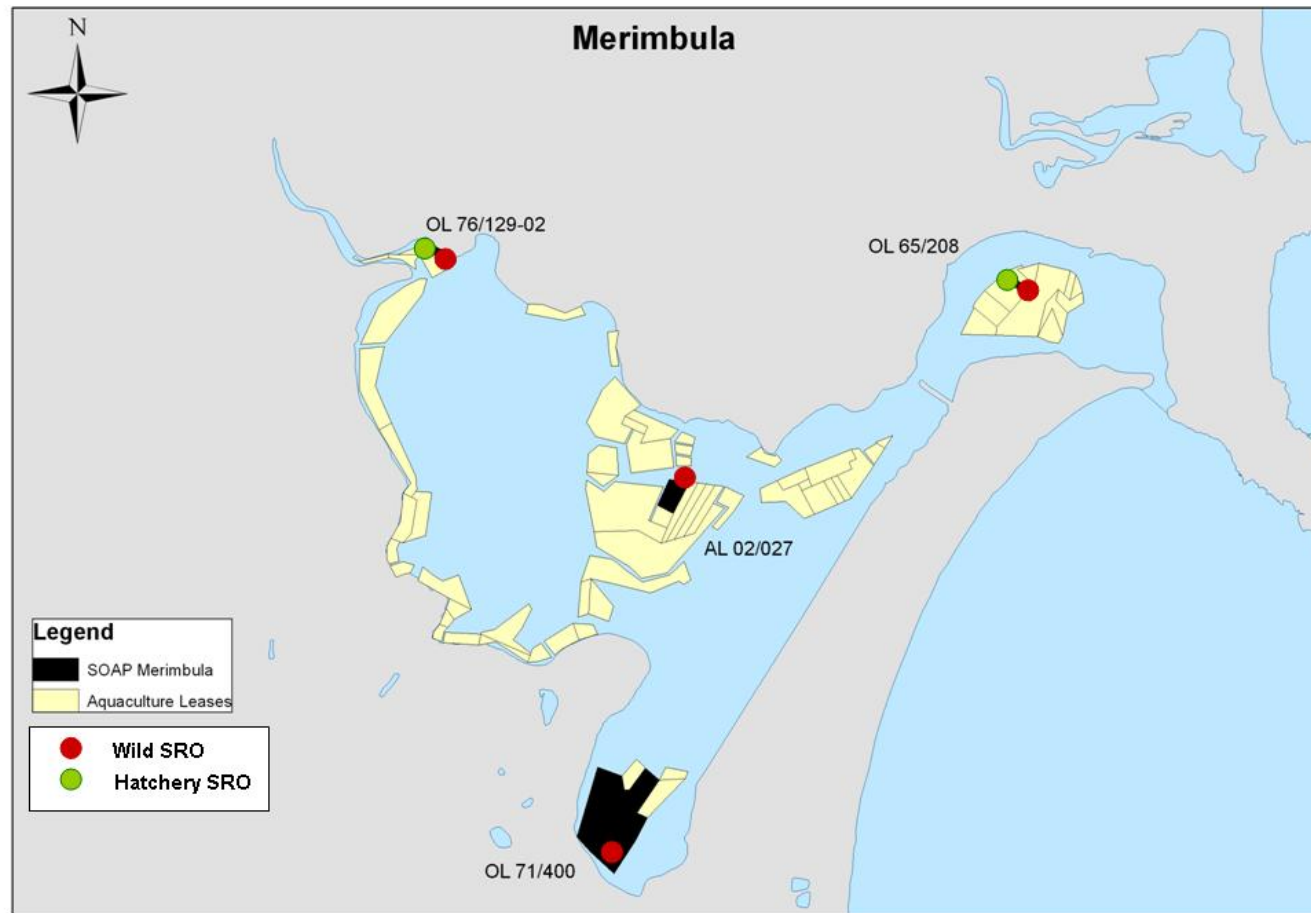 Merimbula
N
OL 76/129-02
OL 65/208
AL 02/027
OL 71/400
Legend
SOAP Merimbula
Aquaculture Leases
Wild SRO
Hatchery SRO